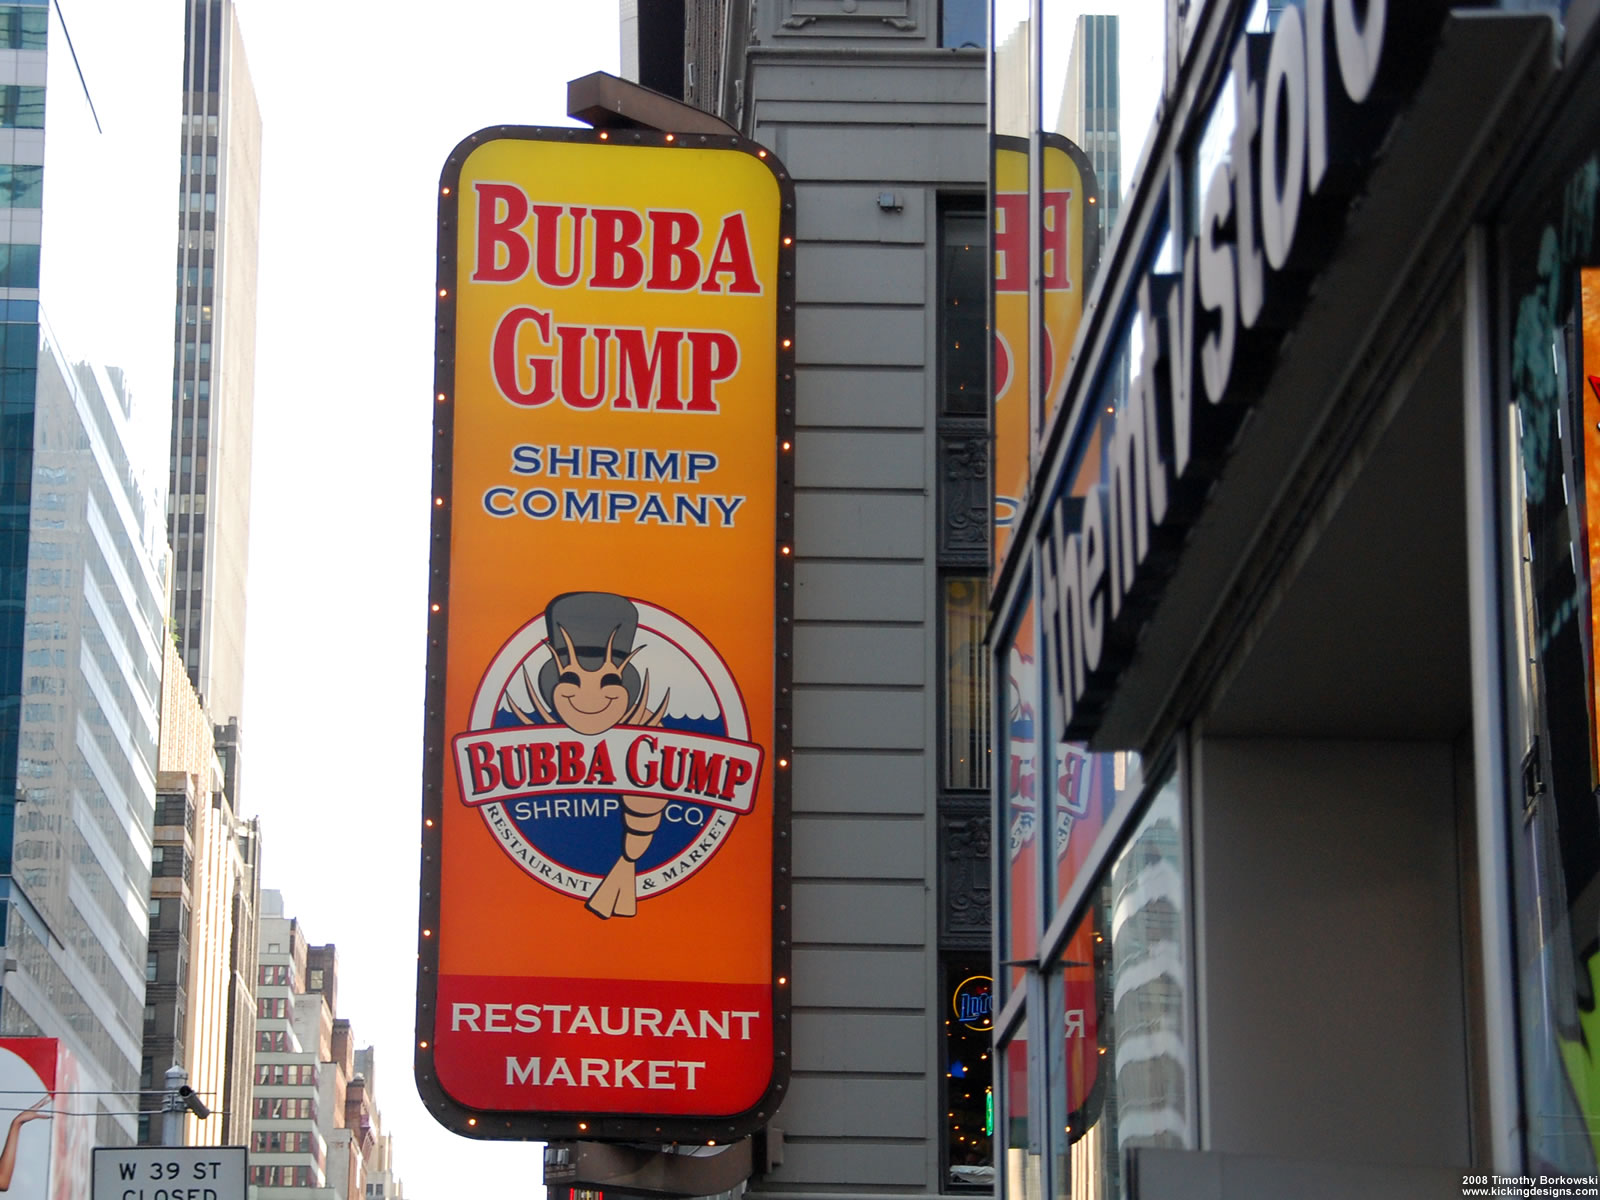 BUBBA
GUMP
SHRIMP
COMPANY
BUBBA GUMP
SHRIMP CO.
RESTAURANT & MARKET
RESTAURANT
MARKET
themtvstore
W 39 ST
CLOSED
2008 Timothy Borkowski
www.kickingdesigns.com